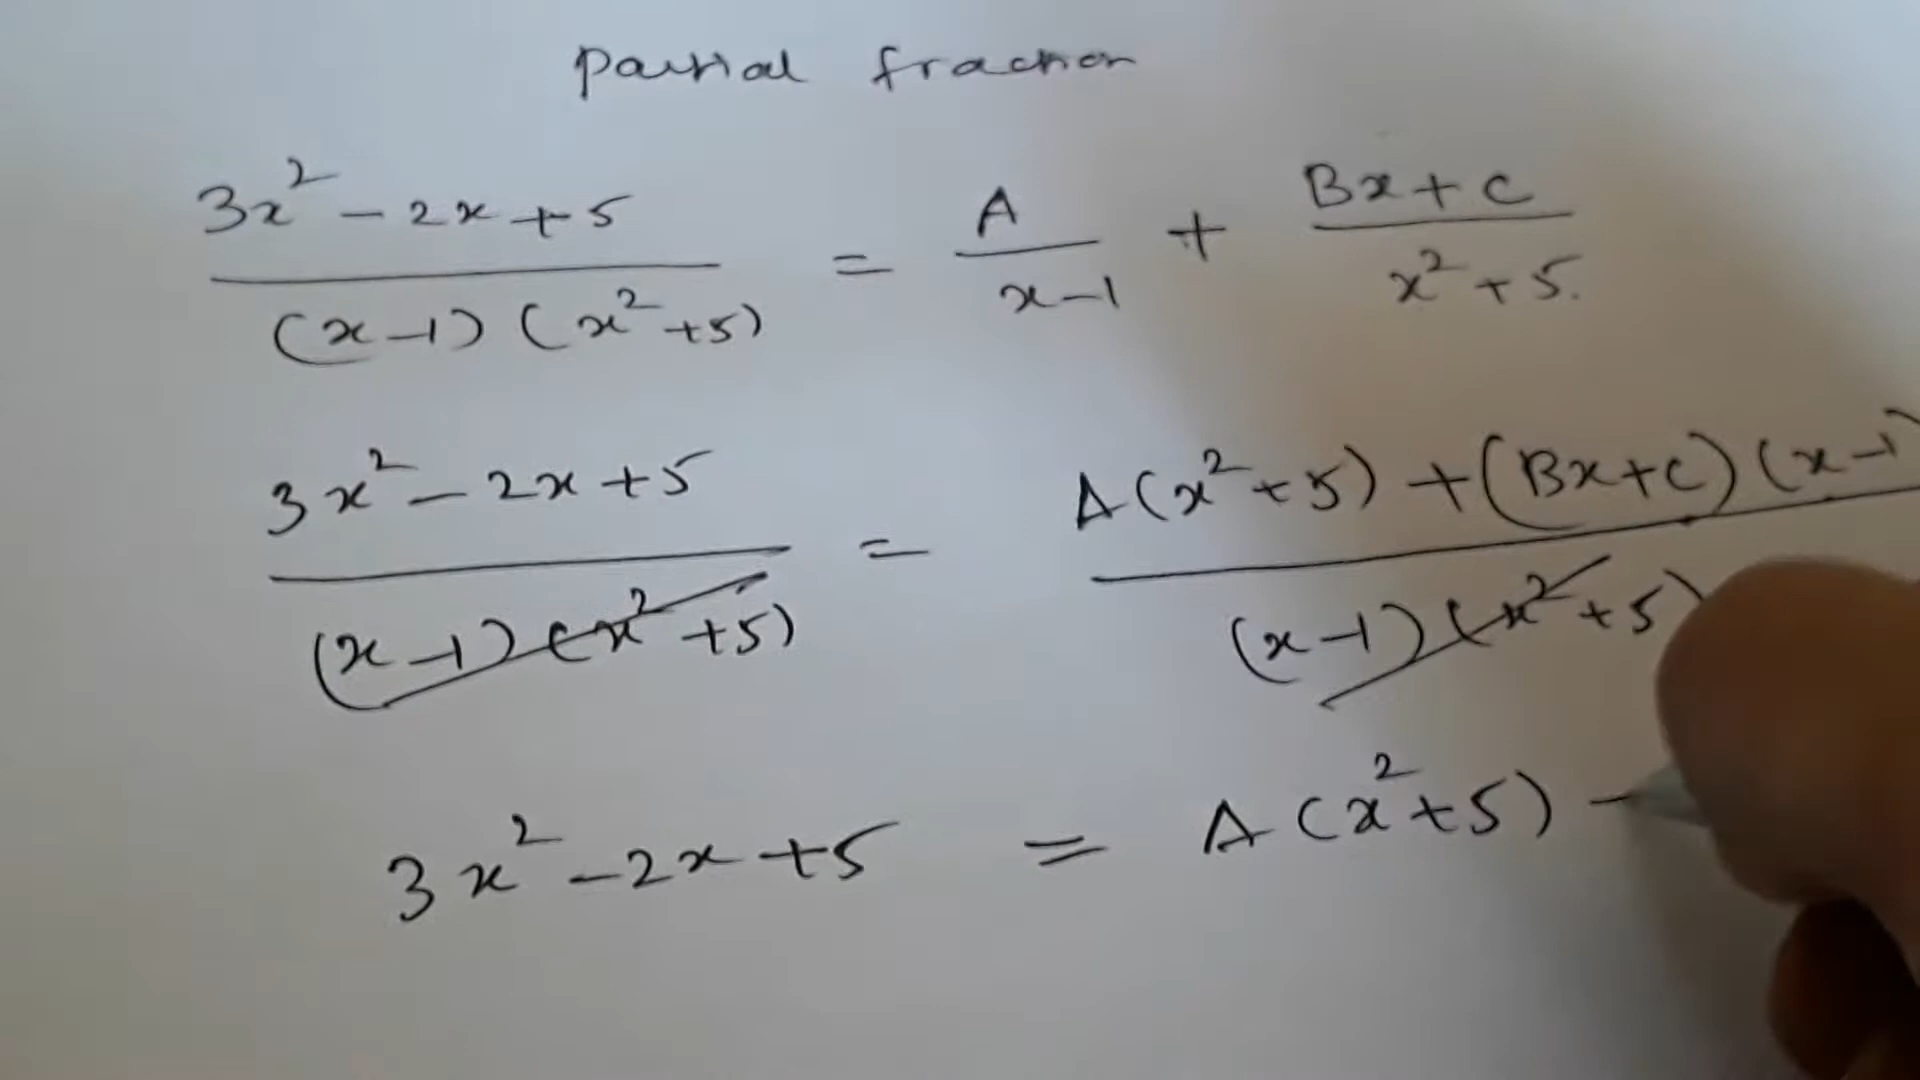 Partial fraction
3x² - 2x + 5 / (x-1)(x²+5) = A / x-1 + Bx+C / x²+5.
3x² - 2x + 5 / (x-1)(x²+5) = A(x²+5) + (Bx+C)(x-1) / (x-1)(x²+5)
3x² - 2x + 5 = A(x²+5) -